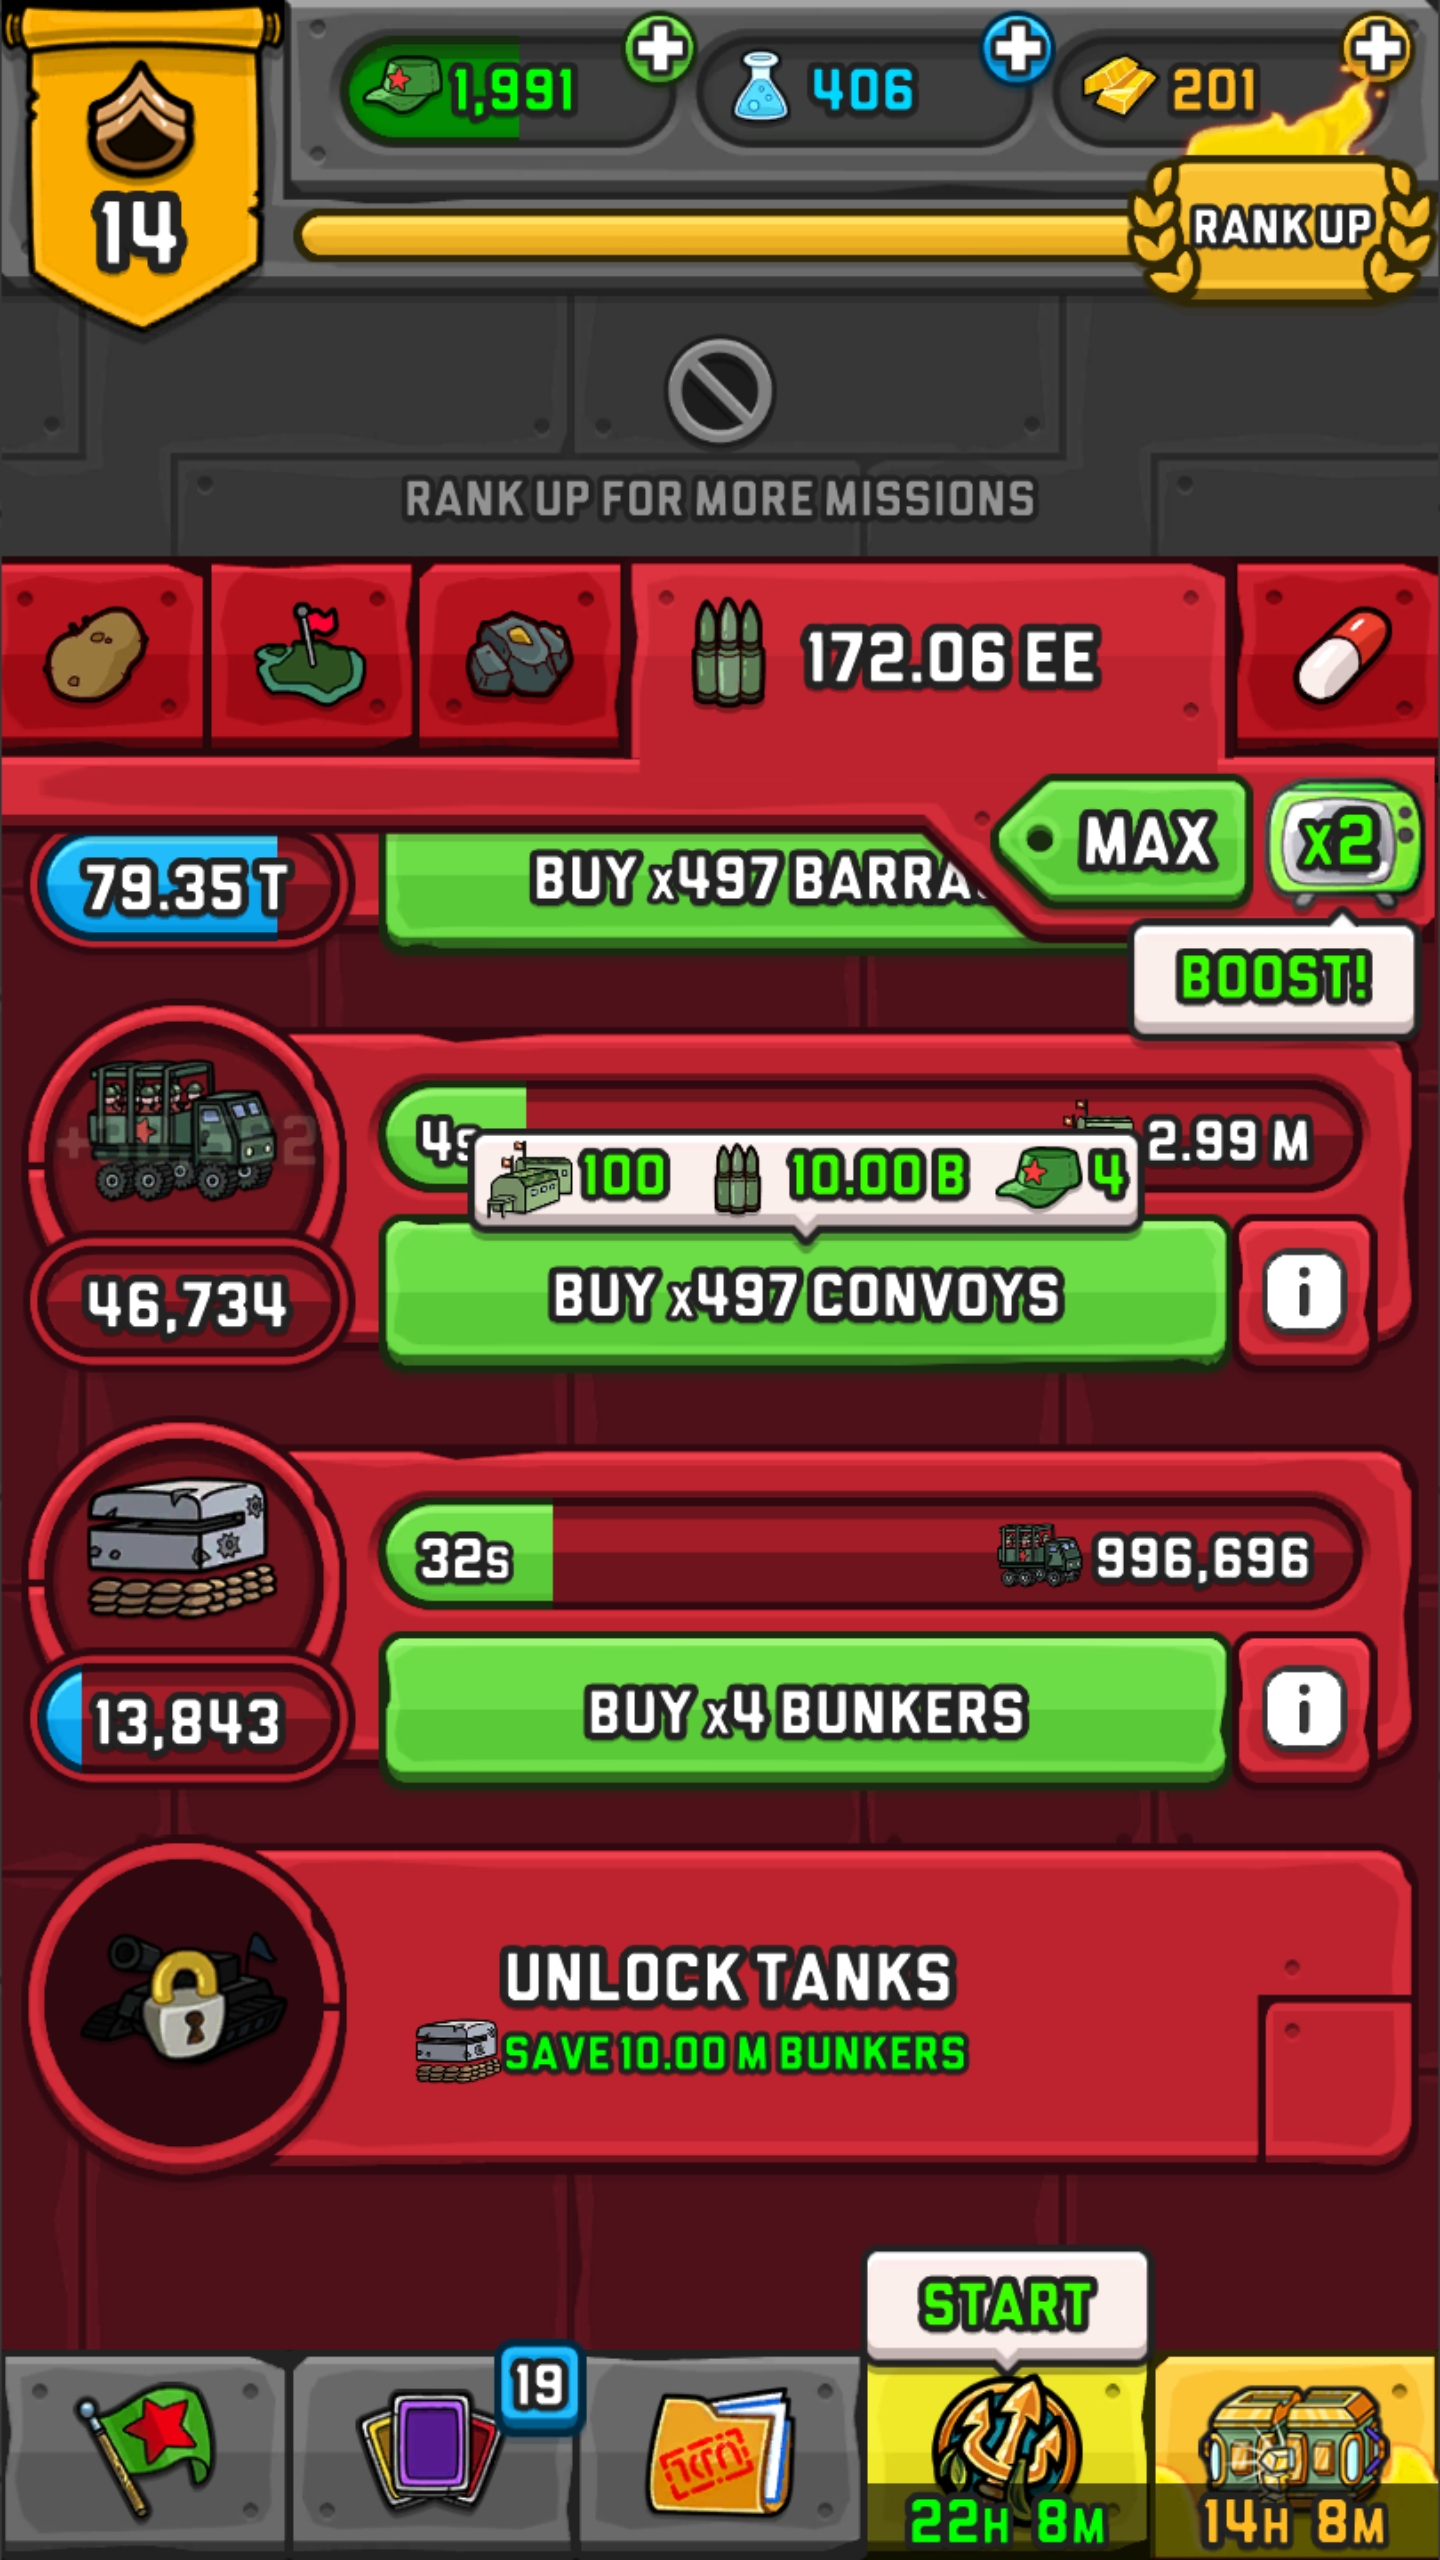 1,991
406
201
14
RANK UP
RANK UP FOR MORE MISSIONS
172.06 EE
MAX
x2
79.35 T
BUY x497 BARRA
BOOST!
4s
2.99 M
100
10.00 B
4
46,734
BUY x497 CONVOYS
i
32s
996,696
13,843
BUY x4 BUNKERS
i
UNLOCK TANKS
SAVE 10.00 M BUNKERS
START
19
22H 8M
14H 8M